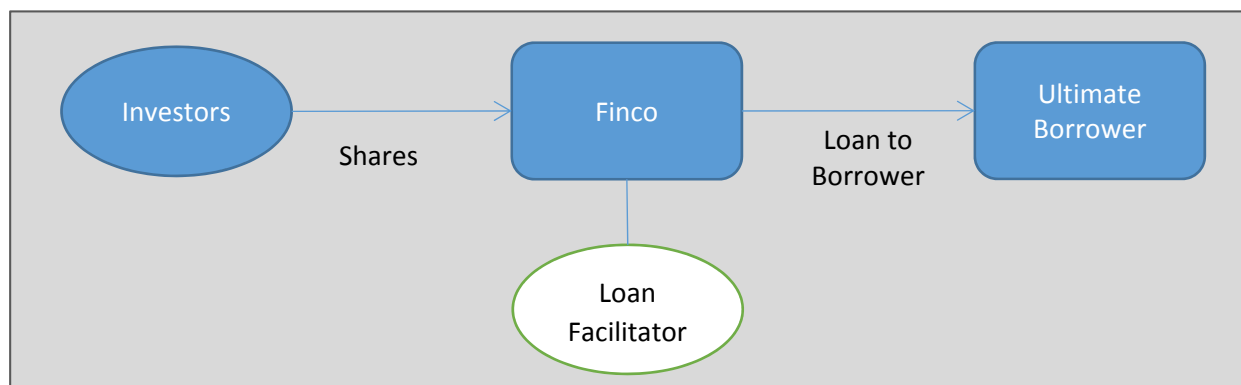 Investors
Shares
Finco
Loan to
Borrower
Ultimate
Borrower
Loan
Facilitator